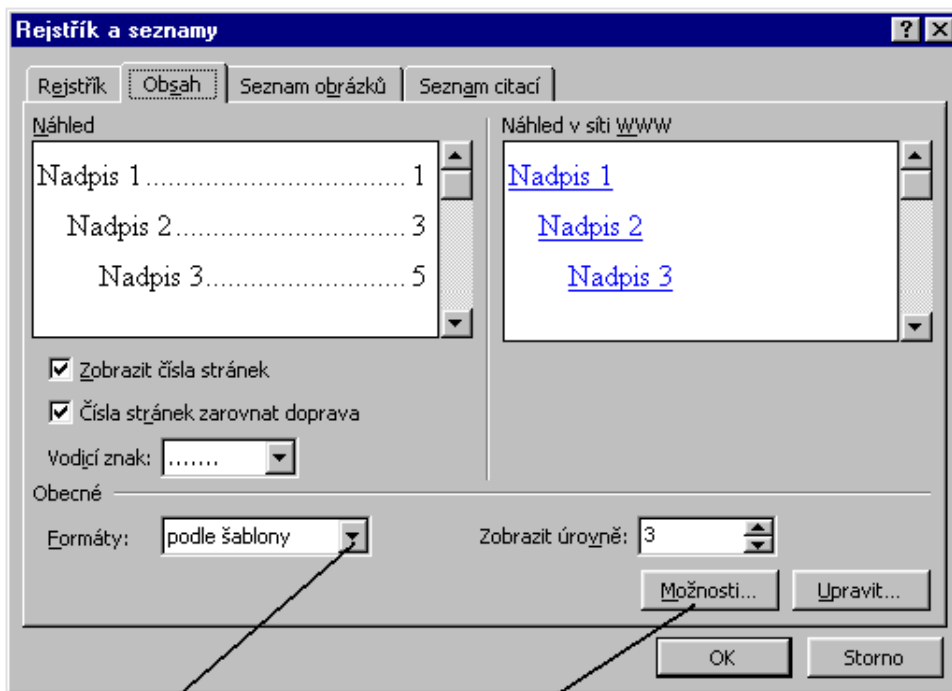 Rejstřík a seznamy
Rejstřík Obsah Seznam obrázků Seznam citací
Náhled
Nadpis 1.................................. 1
Nadpis 2.............................. 3
Nadpis 3.......................... 5
Náhled v síti WWW
Nadpis 1
Nadpis 2
Nadpis 3
Zobrazit čísla stránek
Čísla stránek zarovnat doprava
Vodicí znak: .......
Obecné
Formáty: podle šablony Zobrazit úrovně: 3
Možnosti... Upravit...
OK Storno